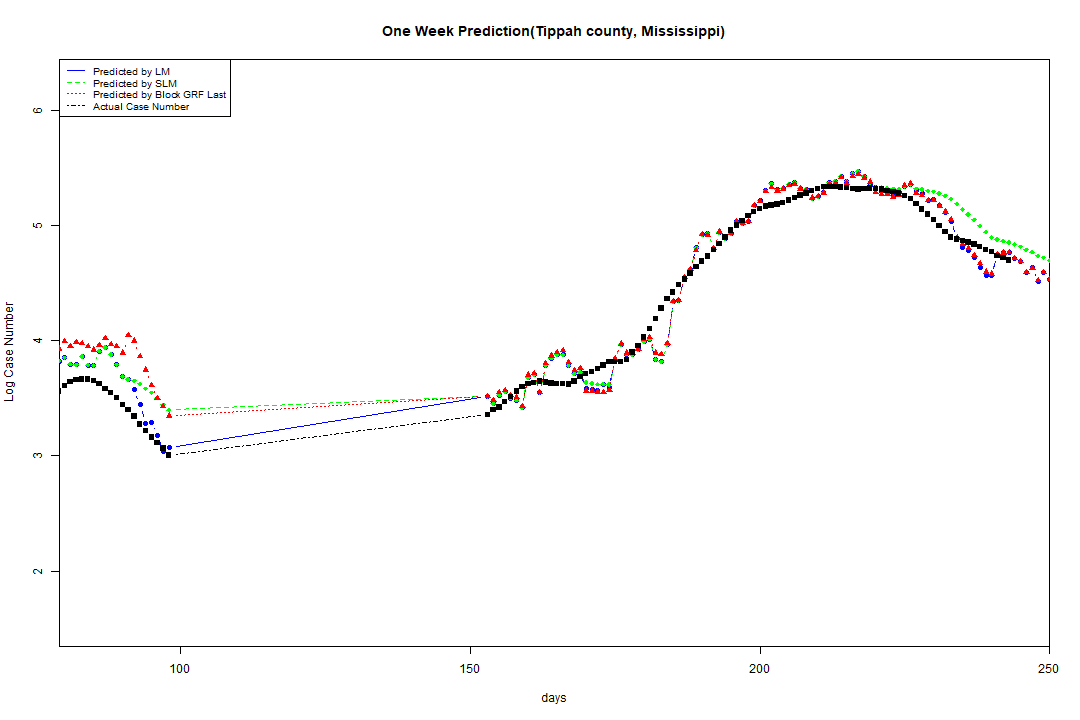 One Week Prediction(Tippah county, Mississippi)
Predicted by LM
Predicted by SLM
Predicted by Block GRF Last
Actual Case Number
6
5
4
3
2
Log Case Number
100 150 200 250
days